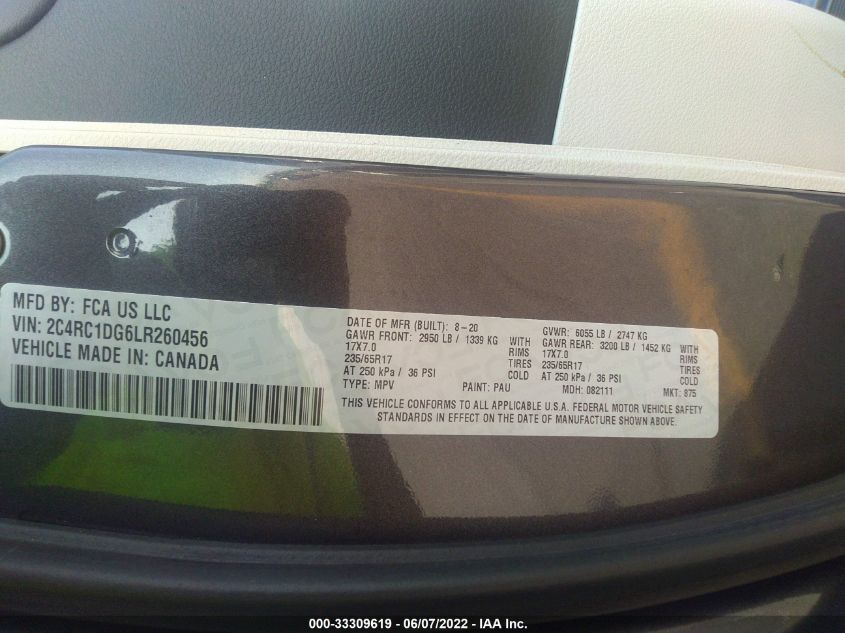 MFD BY: FCA US LLC
VIN: 2C4RC1DG6LR260456
VEHICLE MADE IN: CANADA
DATE OF MFR (BUILT): 8-20 GVWR: 6055 LB / 2747 KG
GAWR FRONT: 2950 LB / 1339 KG WITH GAWR REAR: 3200 LB / 1452 KG WITH
17X7.0 RIMS 17X7.0 RIMS
235/65R17 TIRES 235/65R17 TIRES
AT 250 kPa / 36 PSI COLD AT 250 kPa / 36 PSI COLD
TYPE: MPV PAINT: PAU MDH: 082111 MKT: 875
THIS VEHICLE CONFORMS TO ALL APPLICABLE U.S.A. FEDERAL MOTOR VEHICLE SAFETY
STANDARDS IN EFFECT ON THE DATE OF MANUFACTURE SHOWN ABOVE.
000-33309619 - 06/07/2022 - IAA Inc.